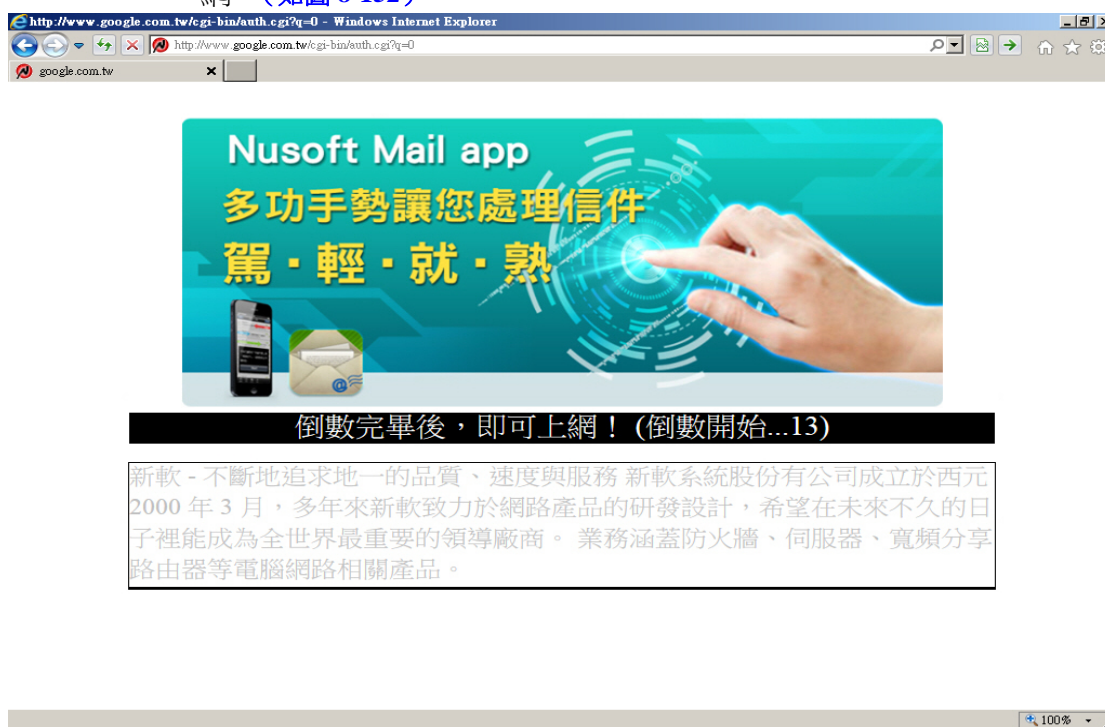 網。（如圖 8-132）
http://www.google.com.tw/cgi-bin/auth.cgi?q=0 - Windows Internet Explorer
http://www.google.com.tw/cgi-bin/auth.cgi?q=0
google.com.tw
Nusoft Mail app
多功手勢讓您處理信件
駕・輕・就・熟
倒數完畢後，即可上網！ (倒數開始...13)
新軟 - 不斷地追求地一的品質、速度與服務 新軟系統股份有公司成立於西元
2000 年 3 月，多年來新軟致力於網路產品的研發設計，希望在未來不久的日
子裡能成為全世界最重要的領導廠商。 業務涵蓋防火牆、伺服器、寬頻分享
路由器等電腦網路相關產品。
100%